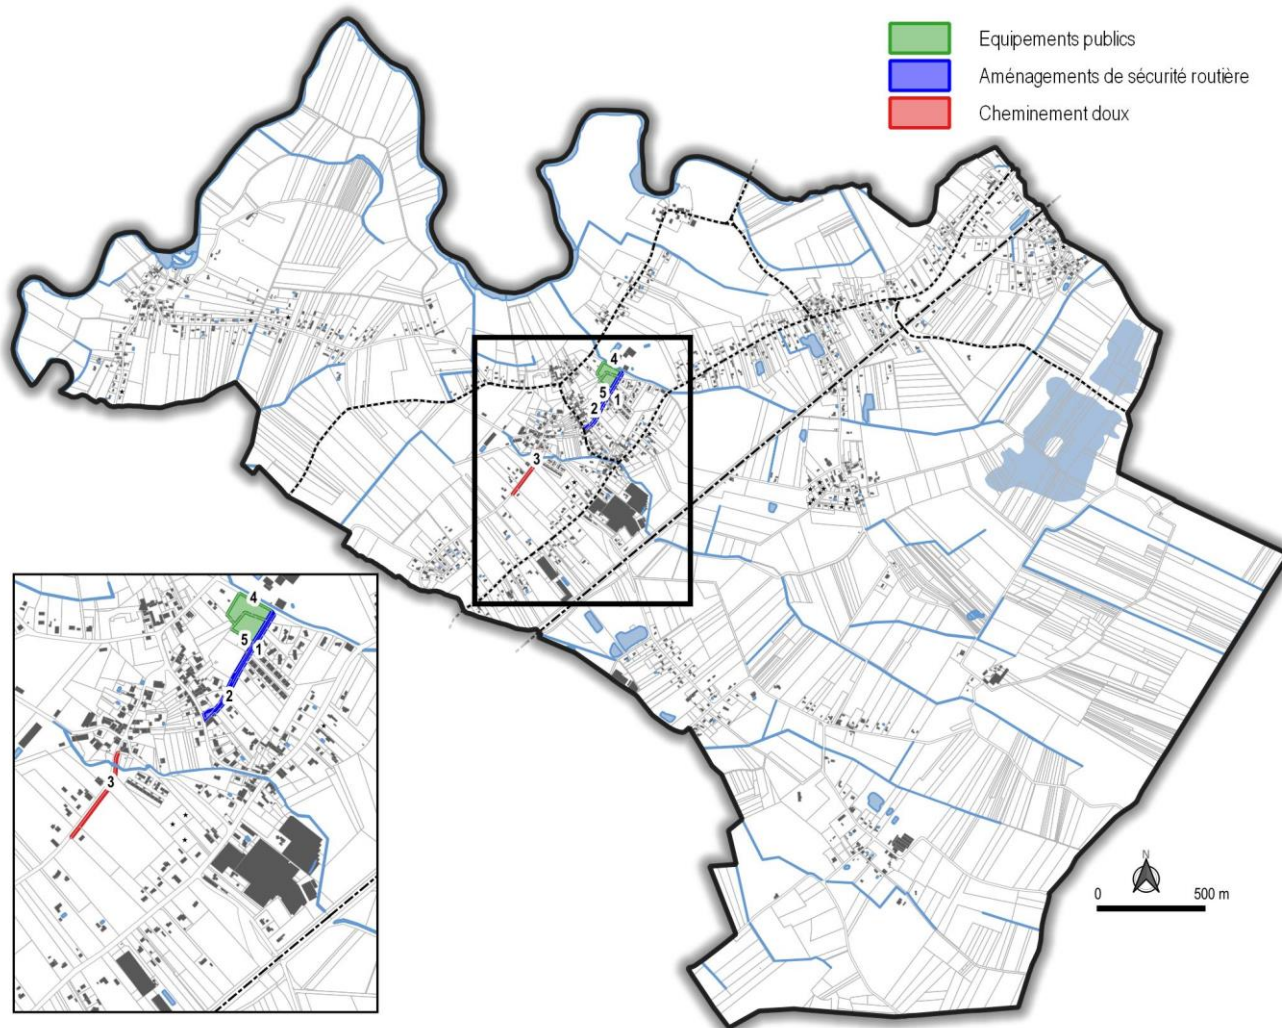 Equipements publics
Aménagements de sécurité routière
Cheminement doux
4
5
1
2
3
4
5
1
2
3
N
0
500 m